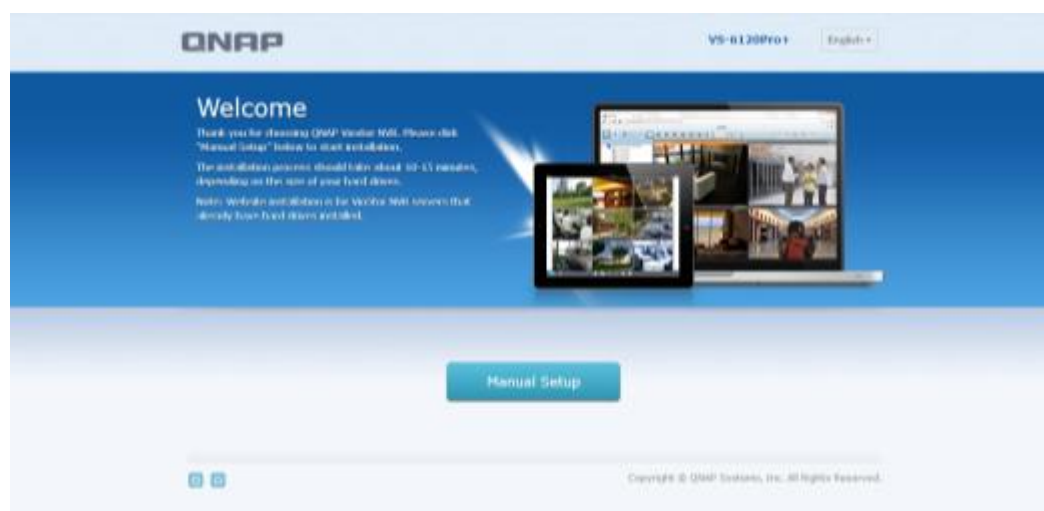 QNAP
VS-6120Pro+
English
Welcome
Thank you for choosing QNAP VioStor NVR. Please click
"Manual Setup" below to start installation.
The installation process should take about 10-15 minutes,
depending on the size of your hard drives.
Note: Website installation is for VioStor NVR servers that
already have hard drives installed.
Manual Setup
Copyright © QNAP Systems, Inc. All Rights Reserved.